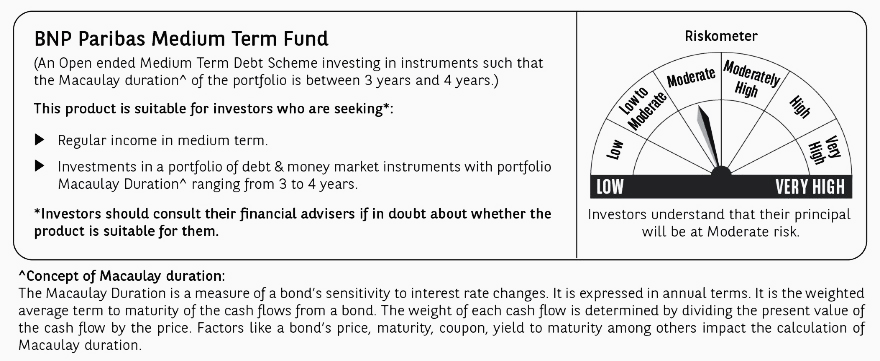 BNP Paribas Medium Term Fund
(An Open ended Medium Term Debt Scheme investing in instruments such that
the Macaulay duration^ of the portfolio is between 3 years and 4 years.)
This product is suitable for investors who are seeking*:
▶ Regular income in medium term.
▶ Investments in a portfolio of debt & money market instruments with portfolio
Macaulay Duration^ ranging from 3 to 4 years.
*Investors should consult their financial advisers if in doubt about whether the
product is suitable for them.
Riskometer
Low
Low to
Moderate
Moderate
Moderately
High
High
Very
High
LOW
VERY HIGH
Investors understand that their principal
will be at Moderate risk.
^Concept of Macaulay duration:
The Macaulay Duration is a measure of a bond's sensitivity to interest rate changes. It is expressed in annual terms. It is the weighted
average term to maturity of the cash flows from a bond. The weight of each cash flow is determined by dividing the present value of
the cash flow by the price. Factors like a bond's price, maturity, coupon, yield to maturity among others impact the calculation of
Macaulay duration.